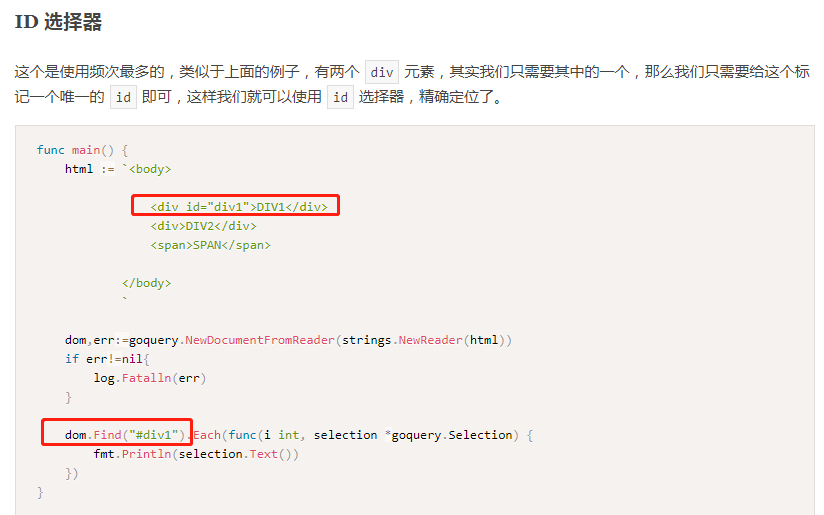 ID 选择器
这个是使用频次最多的，类似于上面的例子，有两个 div 元素，其实我们只需要其中的一个，那么我们只需要给这个标
记一个唯一的 id 即可，这样我们就可以使用 id 选择器，精确定位了。
func main() {
    html := `<body>
                <div id="div1">DIV1</div>
                <div>DIV2</div>
                <span>SPAN</span>
            </body>
            `
    dom,err:=goquery.NewDocumentFromReader(strings.NewReader(html))
    if err!=nil{
        log.Fatalln(err)
    }
    dom.Find("#div1").Each(func(i int, selection *goquery.Selection) {
        fmt.Println(selection.Text())
    })
}